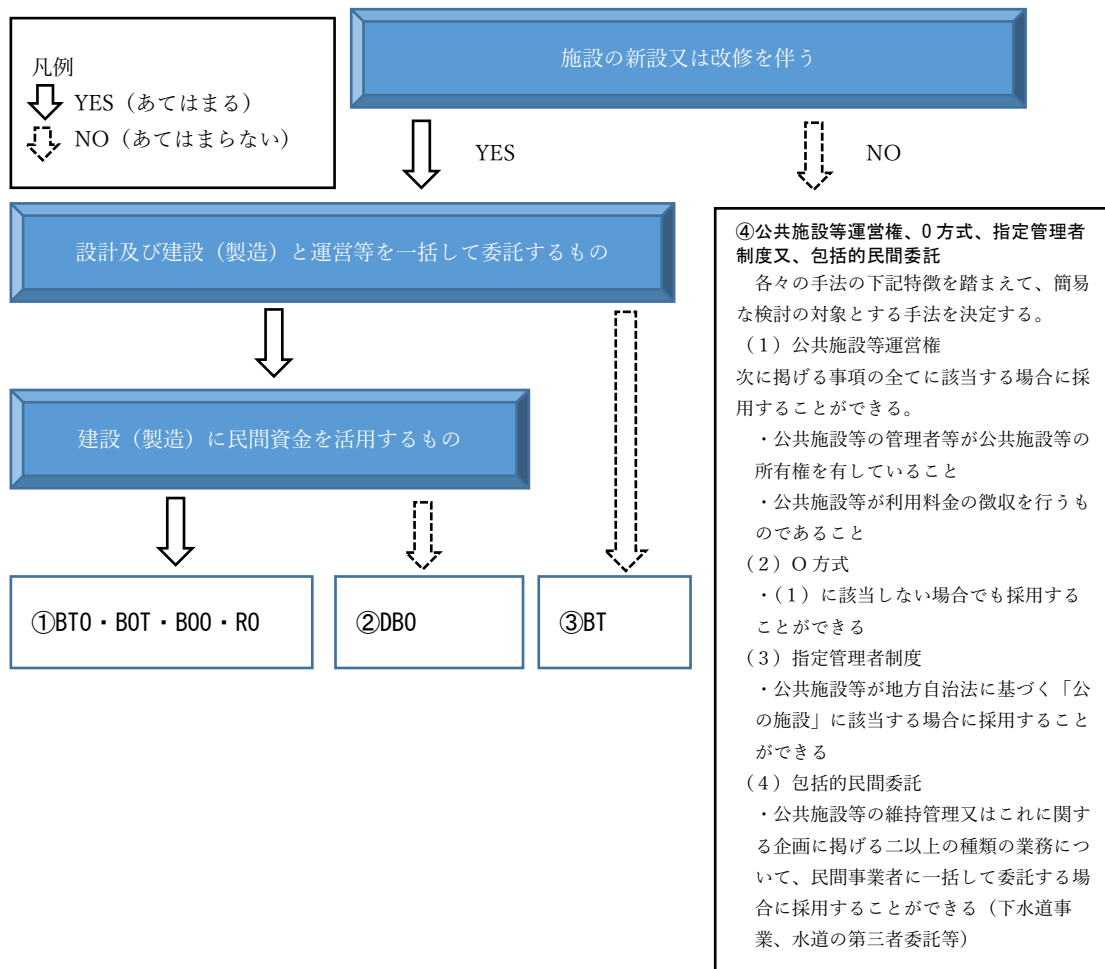 凡例
YES（あてはまる）
NO（あてはまらない）
施設の新設又は改修を伴う
YES
NO
設計及び建設（製造）と運営等を一括して委託するもの
建設（製造）に民間資金を活用するもの
①BTO・BOT・BOO・RO
②DBO
③BT
④公共施設等運営権、O方式、指定管理者
制度又、包括的民間委託
各々の手法の下記特徴を踏まえて、簡易
な検討の対象とする手法を決定する。
（１）公共施設等運営権
次に掲げる事項の全てに該当する場合に採
用することができる。
・公共施設等の管理者等が公共施設等の
所有権を有していること
・公共施設等が利用料金の徴収を行うも
のであること
（２）O 方式
・（１）に該当しない場合でも採用する
ことができる
（３）指定管理者制度
・公共施設等が地方自治法に基づく「公
の施設」に該当する場合に採用すること
ができる
（４）包括的民間委託
・公共施設等の維持管理又はこれに関す
る企画に掲げる二以上の種類の業務につ
いて、民間事業者に一括して委託する場
合に採用することができる（下水道事
業、水道の第三者委託等）